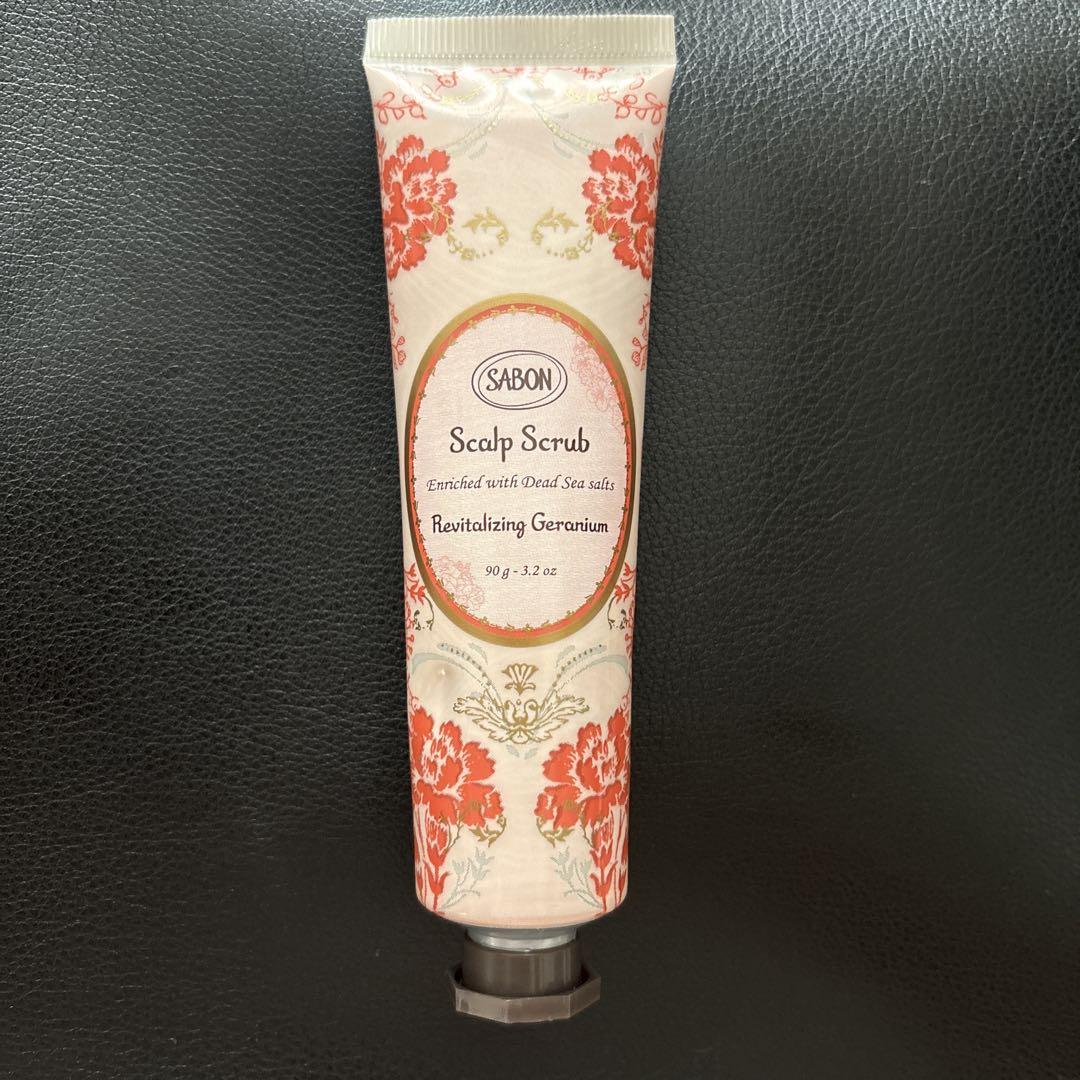 SABON
Scalp Scrub
Enriched with Dead Sea salts
Revitalizing Geranium
90 g - 3.2 oz